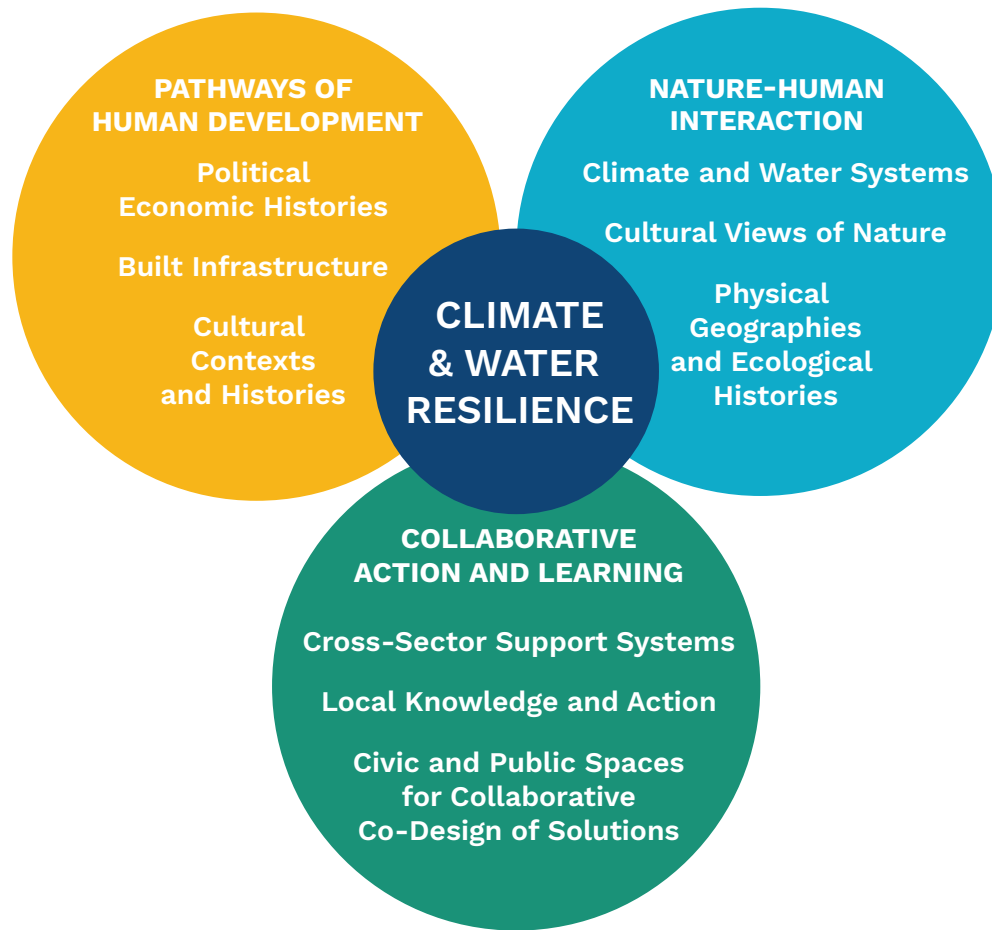 PATHWAYS OF
HUMAN DEVELOPMENT
Political
Economic Histories
Built Infrastructure
Cultural
Contexts
and Histories
NATURE-HUMAN
INTERACTION
Climate and Water Systems
Cultural Views of Nature
Physical
Geographies
and Ecological
Histories
CLIMATE
& WATER
RESILIENCE
COLLABORATIVE
ACTION AND LEARNING
Cross-Sector Support Systems
Local Knowledge and Action
Civic and Public Spaces
for Collaborative
Co-Design of Solutions